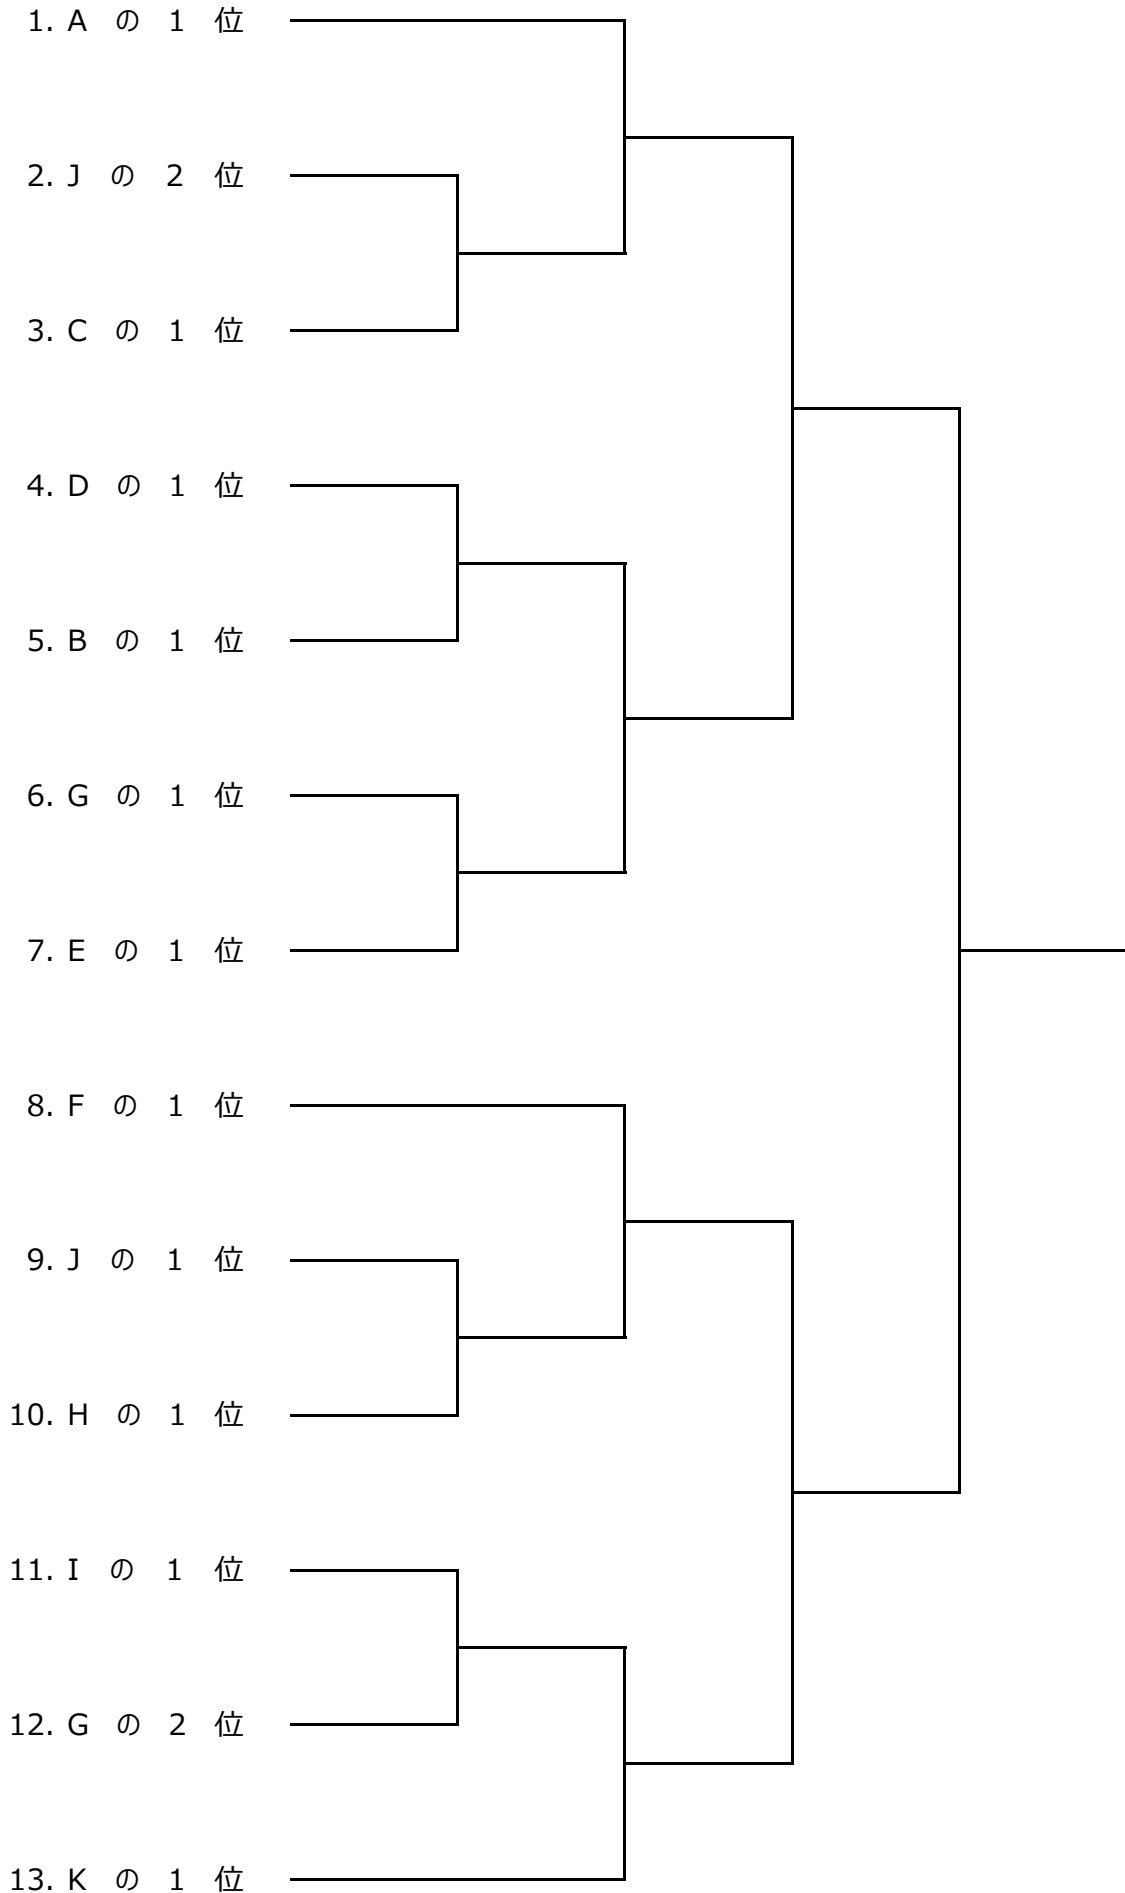 1. A の 1 位
2. J の 2 位
3. C の 1 位
4. D の 1 位
5. B の 1 位
6. G の 1 位
7. E の 1 位
8. F の 1 位
9. J の 1 位
10. H の 1 位
11. I の 1 位
12. G の 2 位
13. K の 1 位